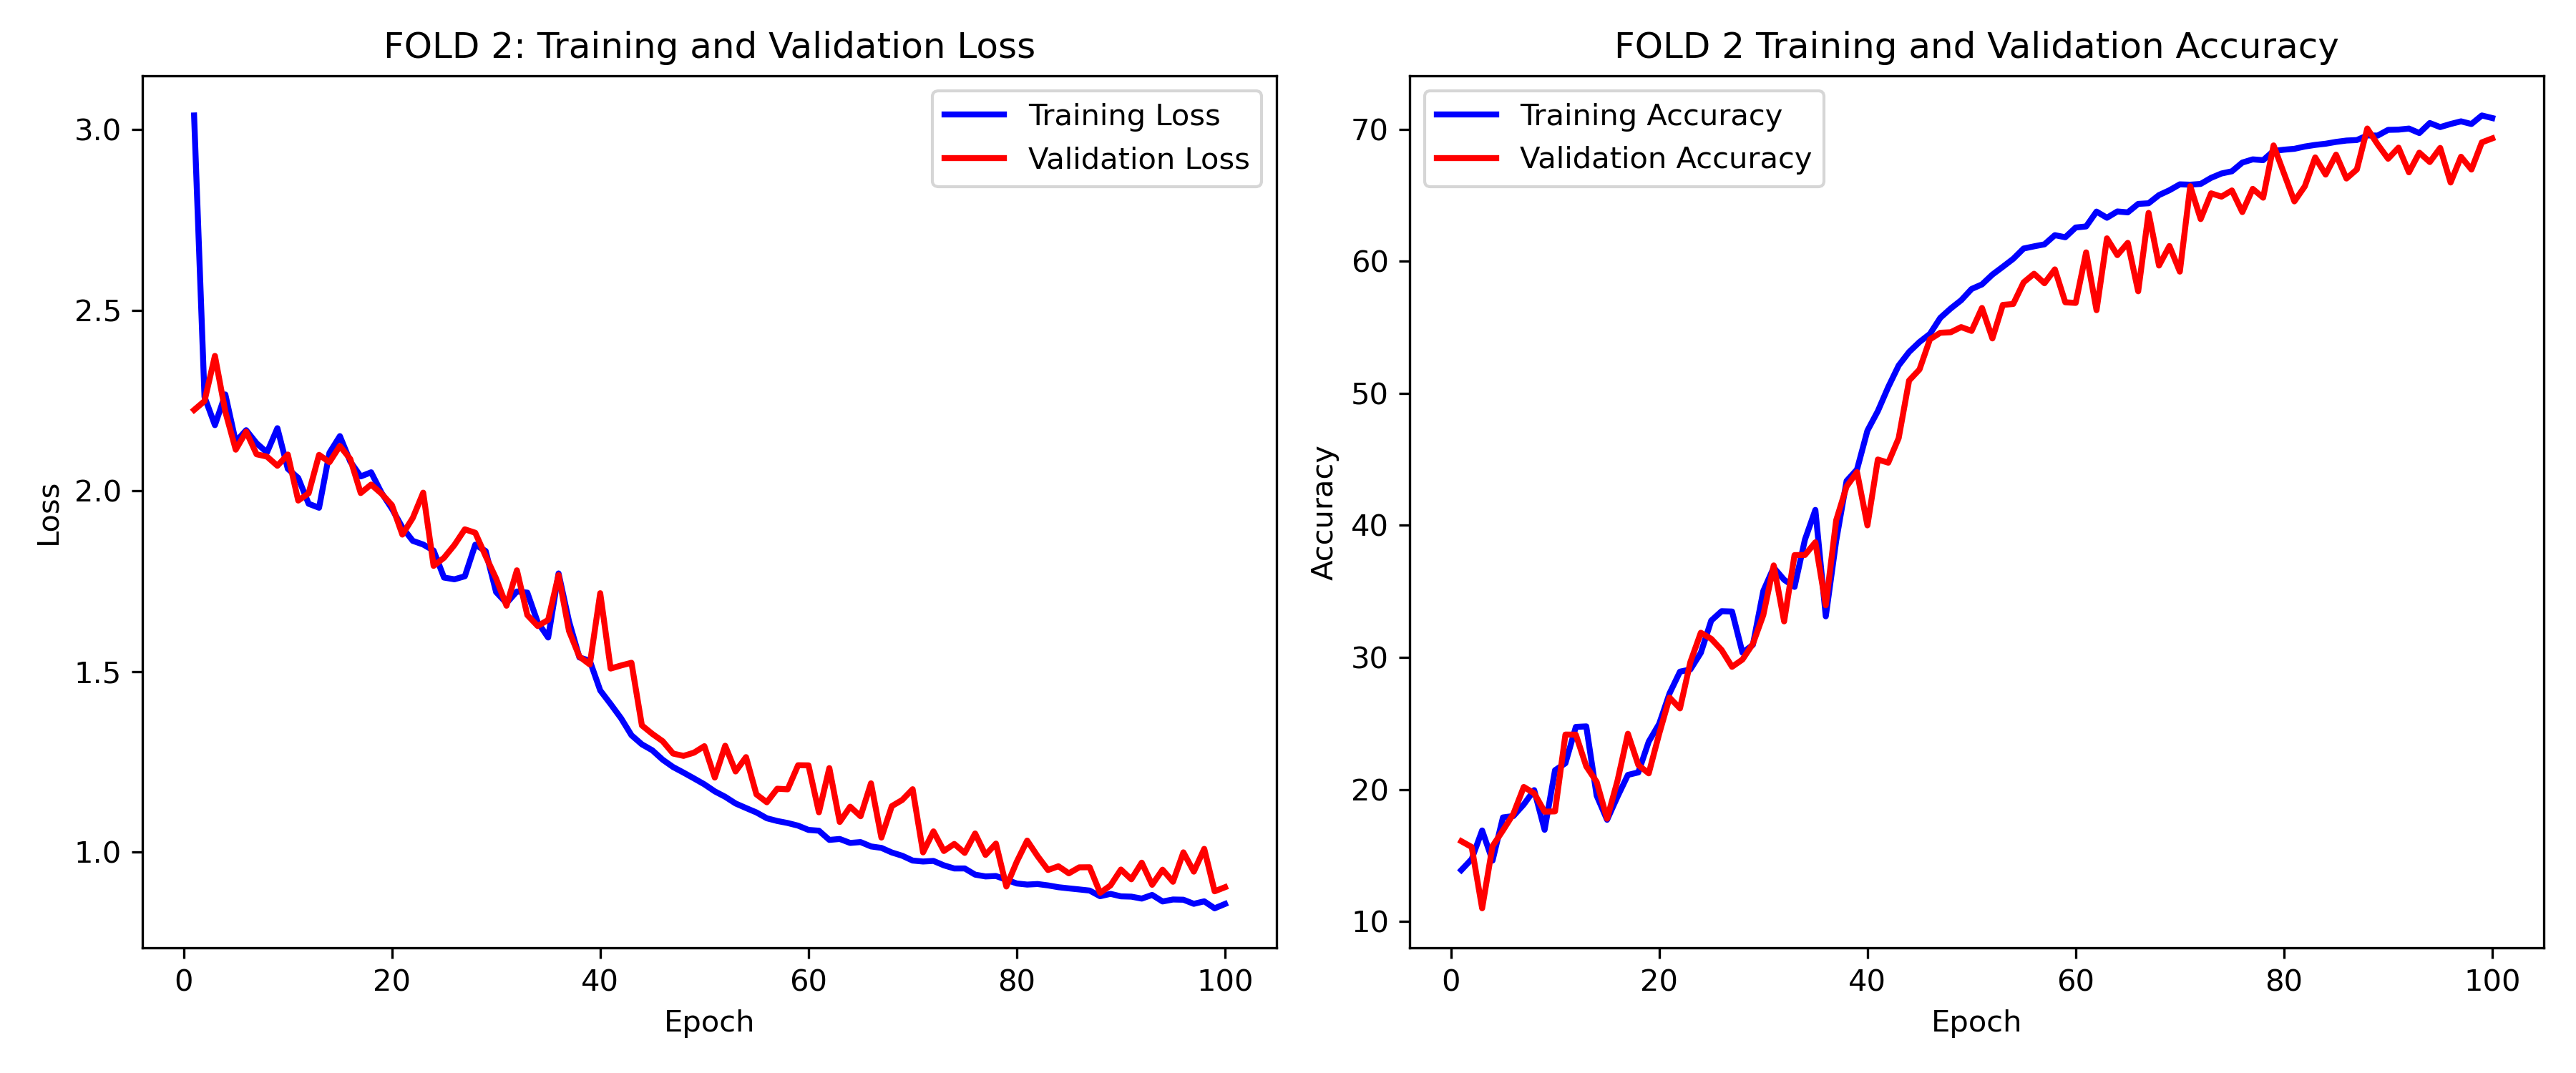 FOLD 2: Training and Validation Loss
Training Loss
Validation Loss
3.0
2.5
2.0
1.5
1.0
Loss
0 20 40 60 80 100
Epoch
FOLD 2 Training and Validation Accuracy
Training Accuracy
Validation Accuracy
70
60
50
40
30
20
10
Accuracy
0 20 40 60 80 100
Epoch